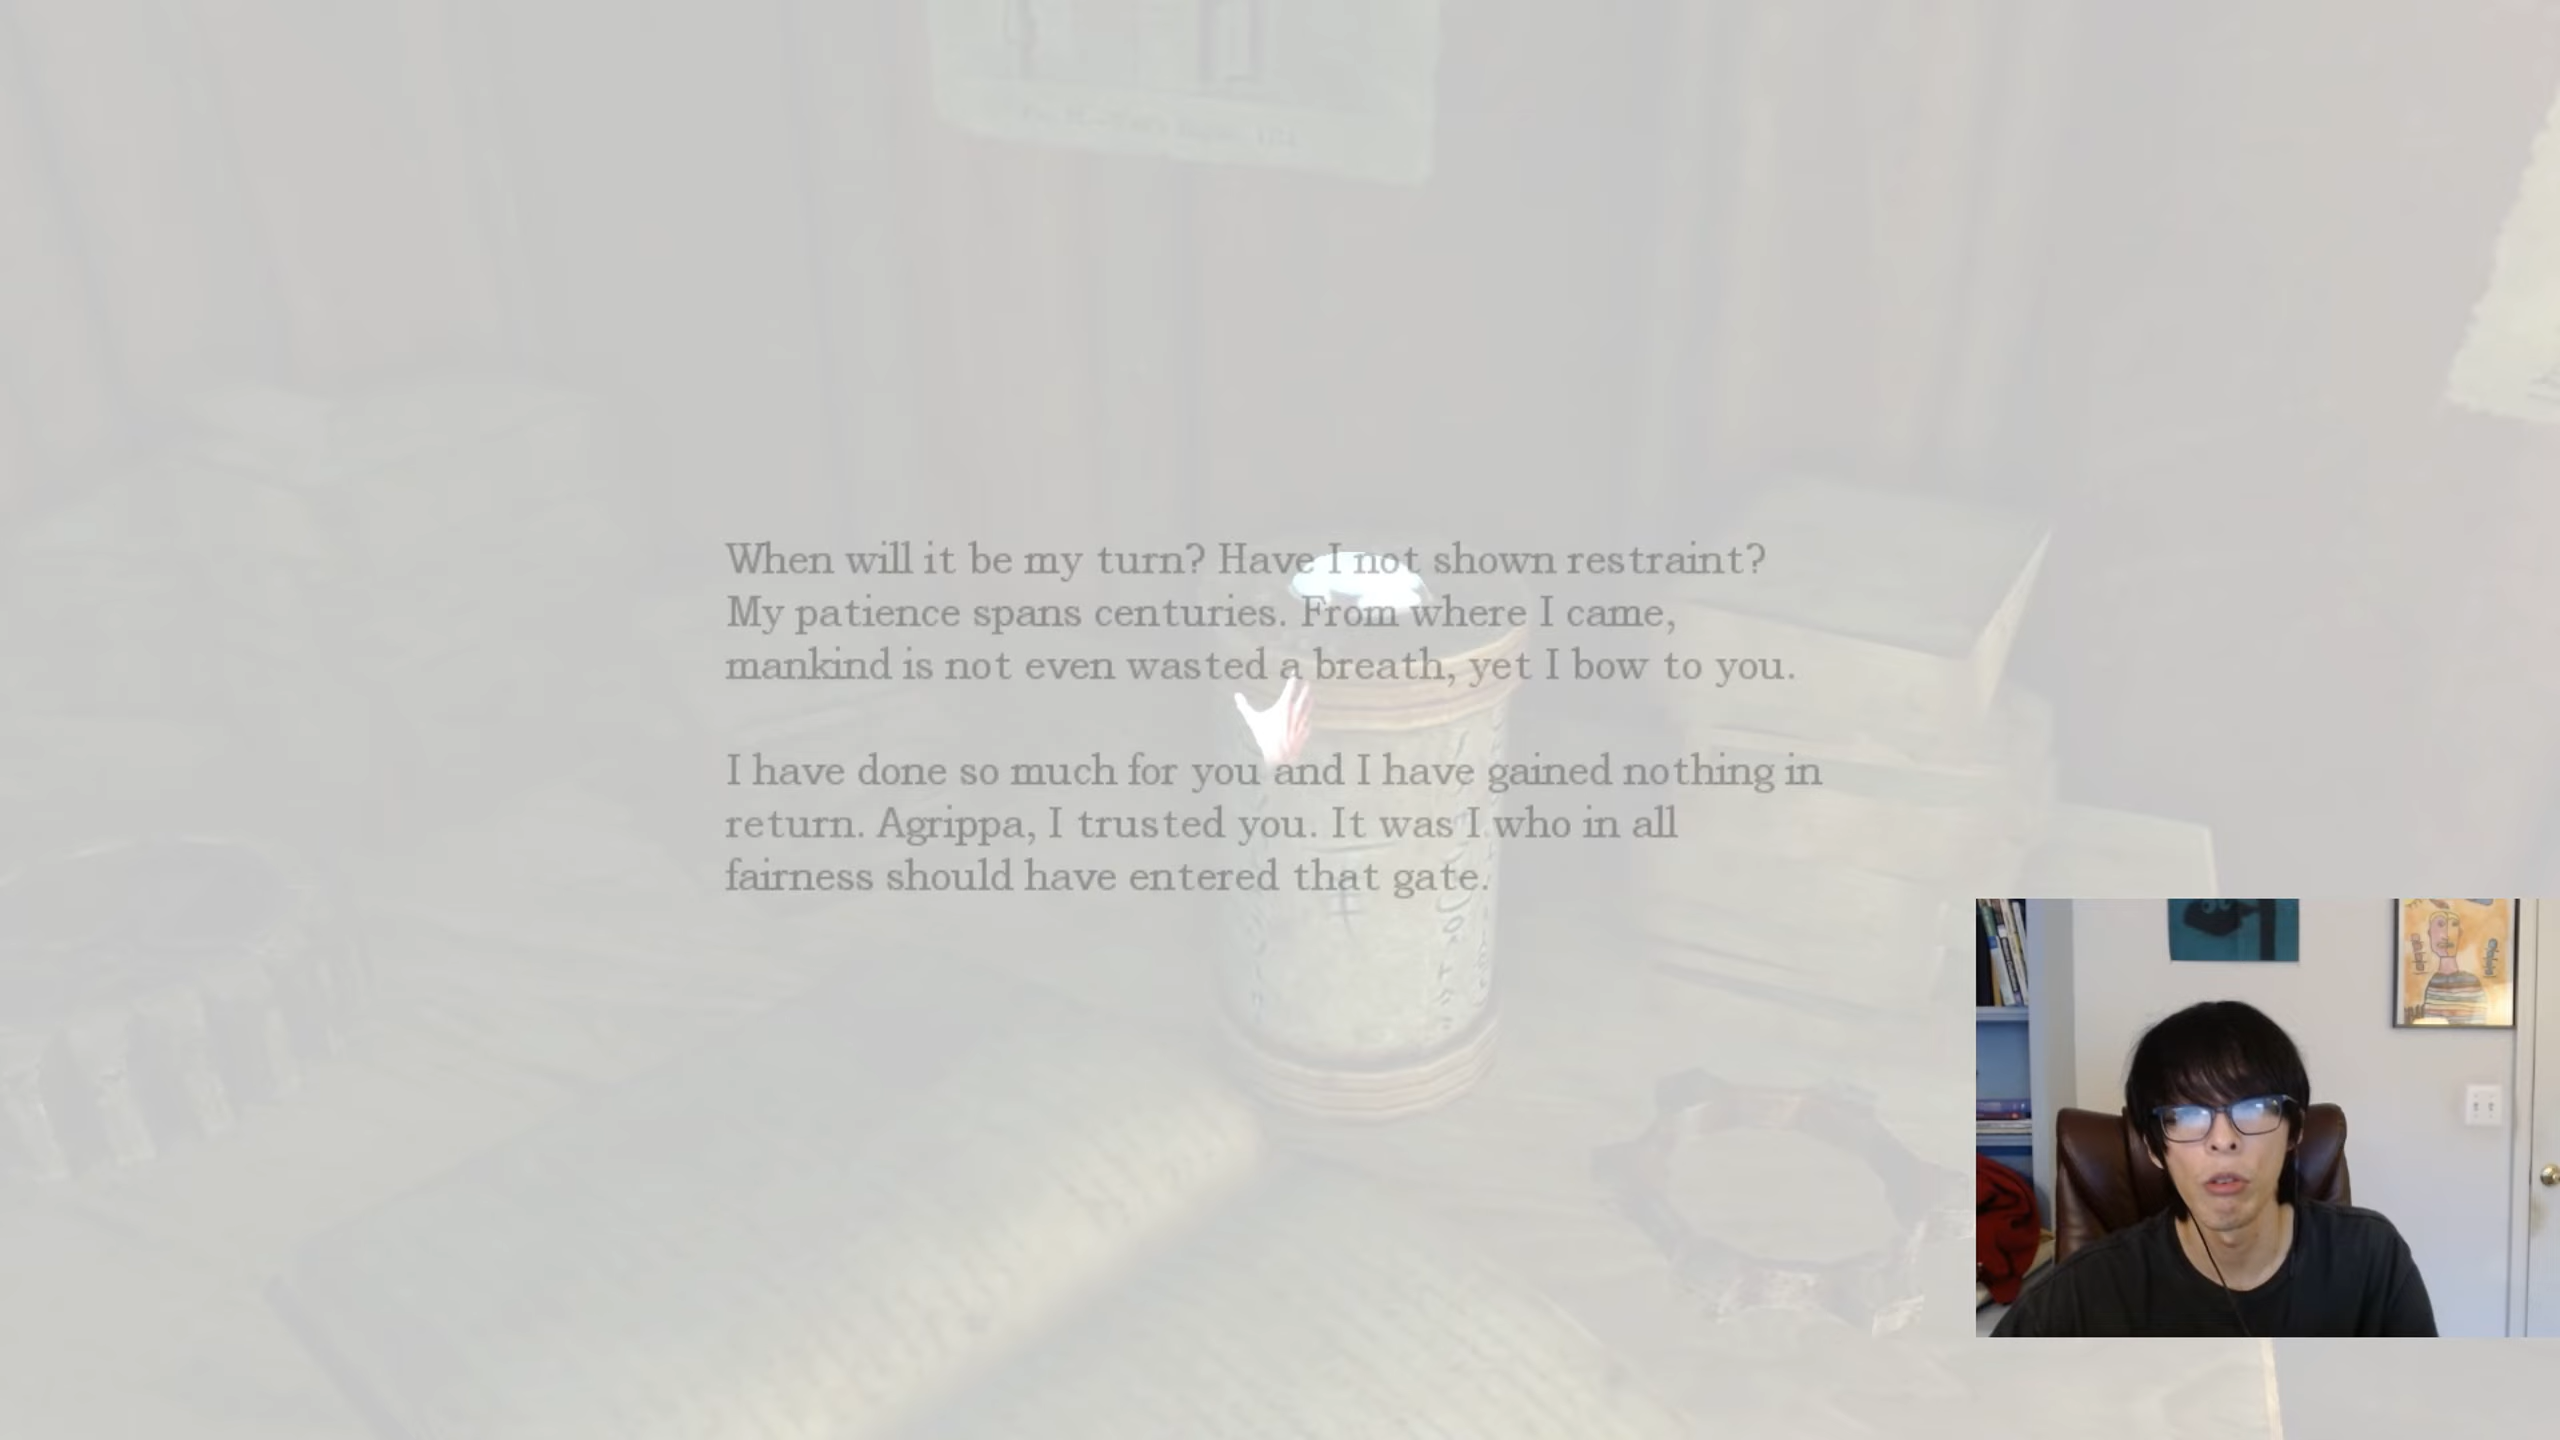 When will it be my turn? Have I not shown restraint?
My patience spans centuries. From where I came,
mankind is not even wasted a breath, yet I bow to you.
I have done so much for you and I have gained nothing in
return. Agrippa, I trusted you. It was I who in all
fairness should have entered that gate.